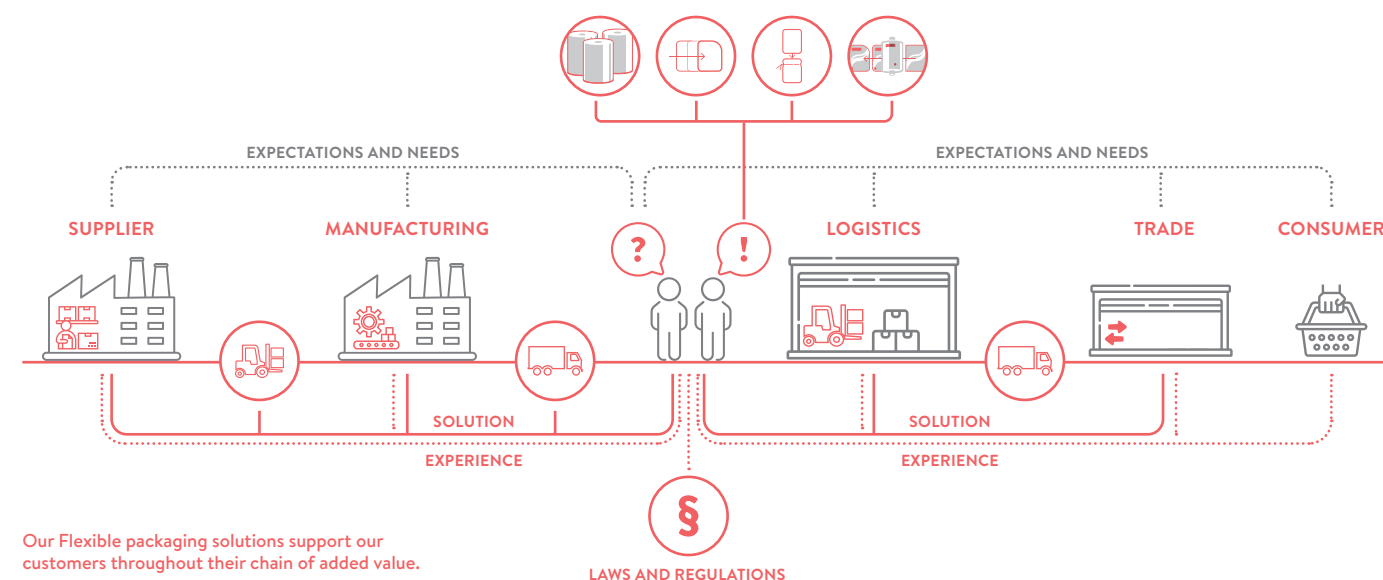 EXPECTATIONS AND NEEDS
EXPECTATIONS AND NEEDS
SUPPLIER
MANUFACTURING
LOGISTICS
TRADE
CONSUMER
?
!
SOLUTION
SOLUTION
EXPERIENCE
EXPERIENCE
§
Our Flexible packaging solutions support our
customers throughout their chain of added value.
LAWS AND REGULATIONS